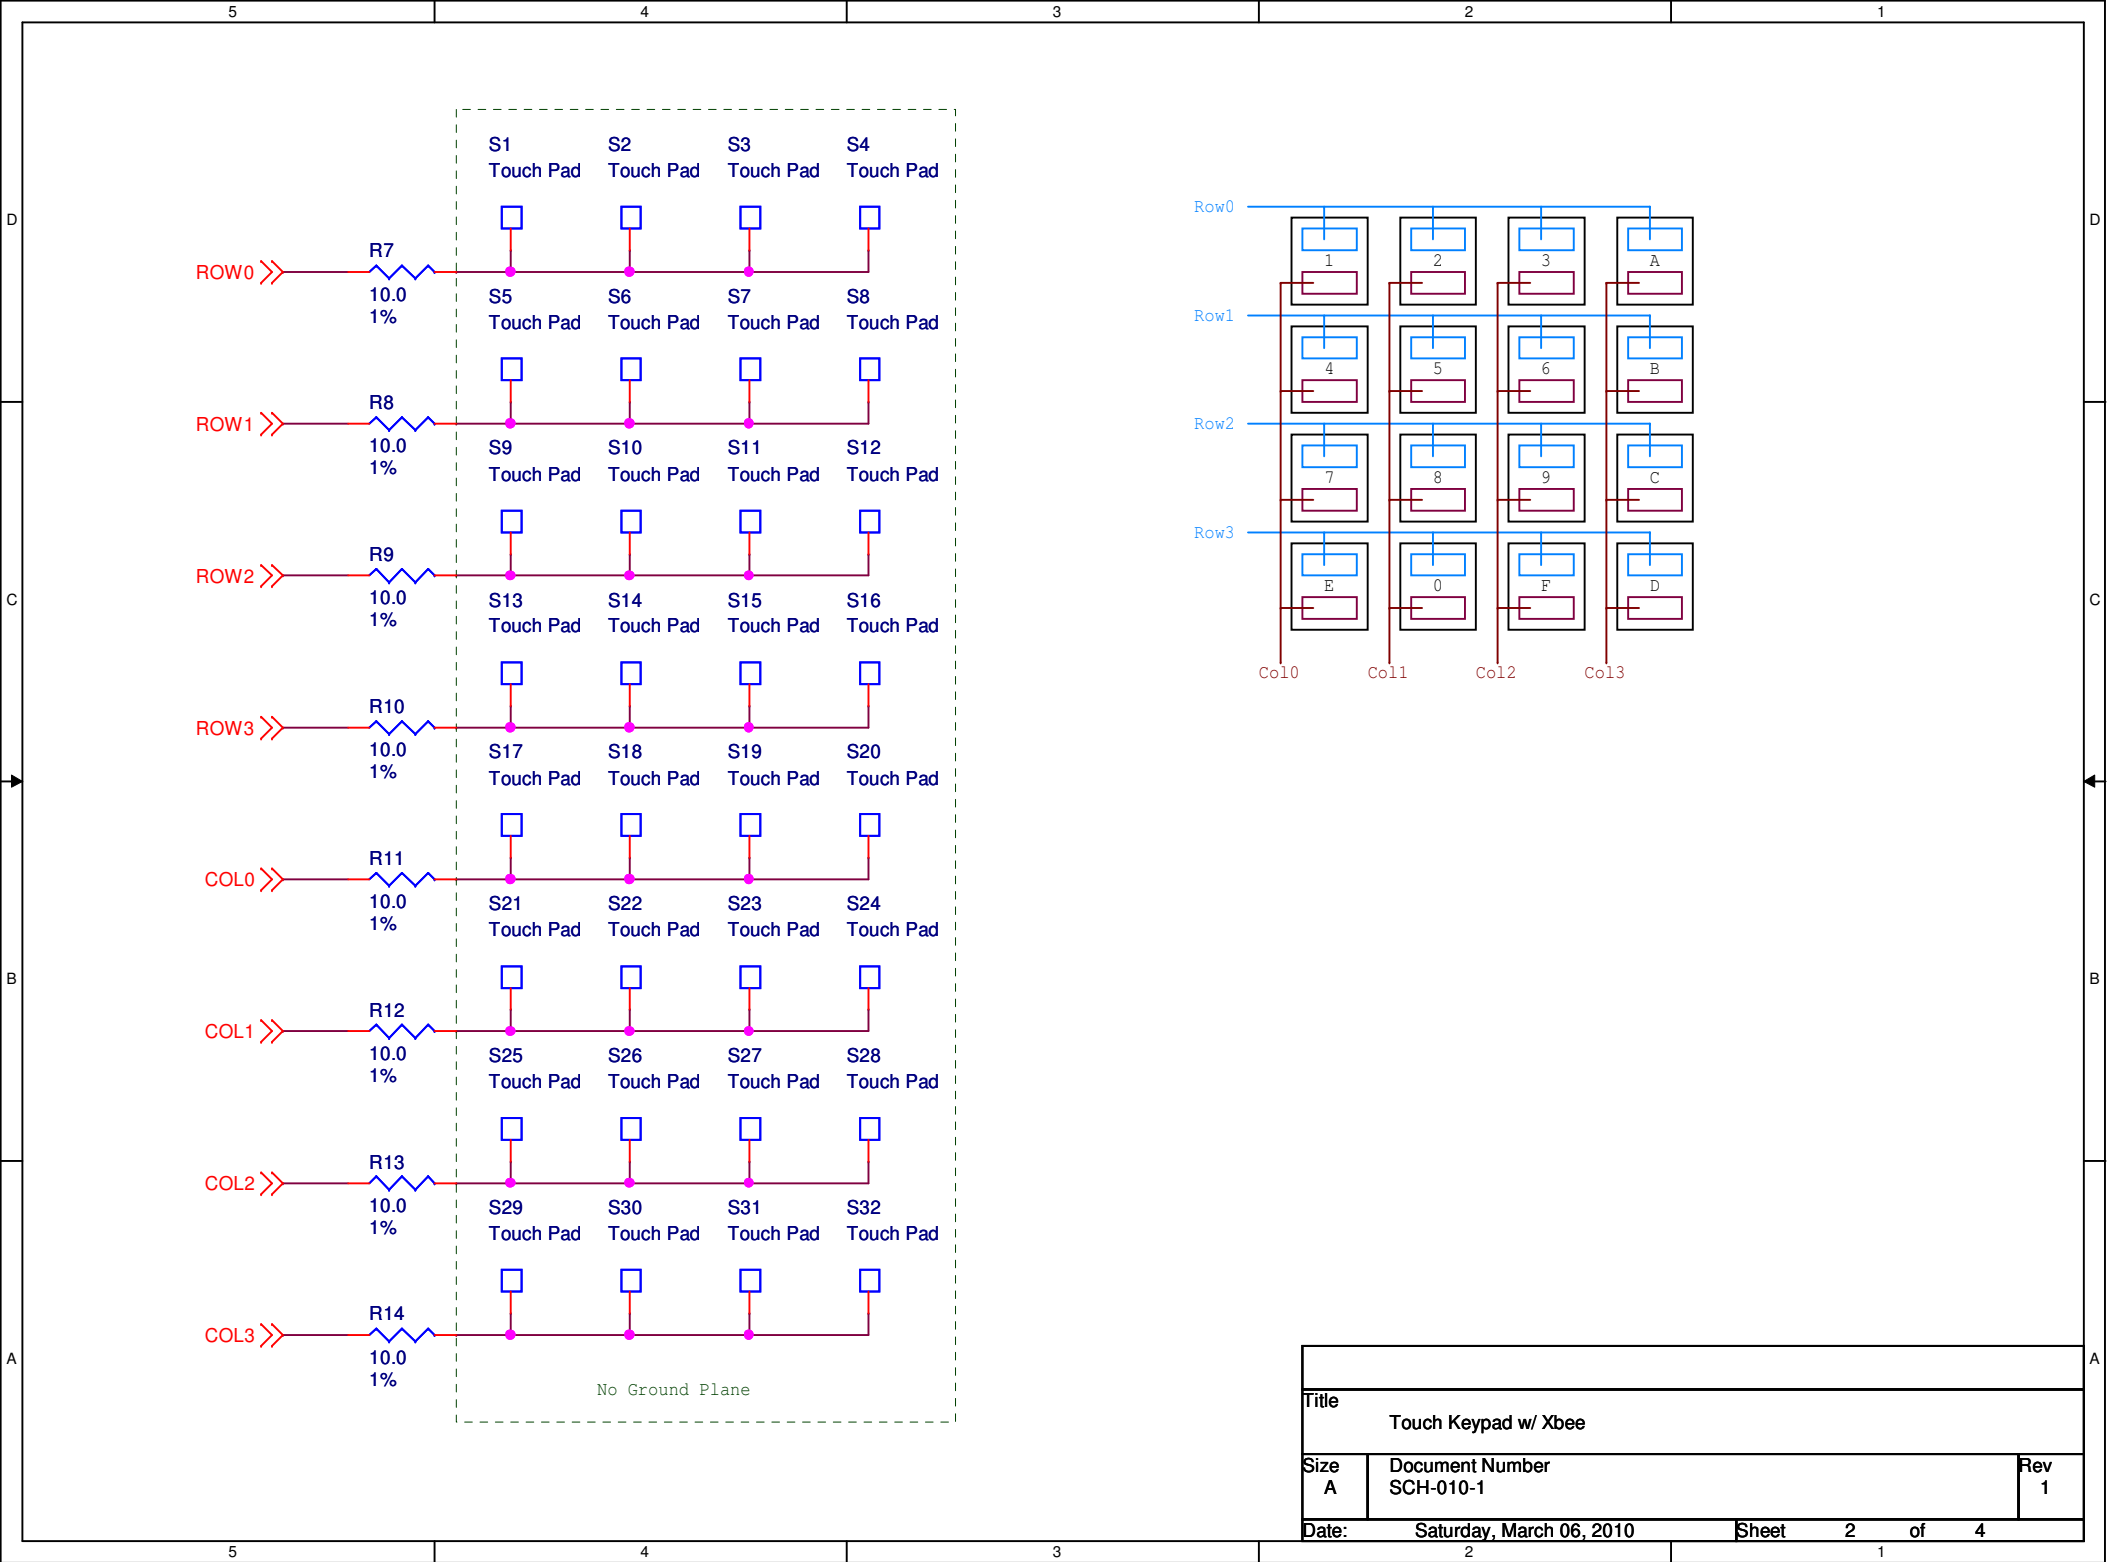 5 4 3 2 1
D D
C C
B B
A A
S1 S2 S3 S4
Touch Pad Touch Pad Touch Pad Touch Pad
R7
ROW0
10.0
1%
S5 S6 S7 S8
Touch Pad Touch Pad Touch Pad Touch Pad
R8
ROW1
10.0
1%
S9 S10 S11 S12
Touch Pad Touch Pad Touch Pad Touch Pad
R9
ROW2
10.0
1%
S13 S14 S15 S16
Touch Pad Touch Pad Touch Pad Touch Pad
R10
ROW3
10.0
1%
S17 S18 S19 S20
Touch Pad Touch Pad Touch Pad Touch Pad
R11
COL0
10.0
1%
S21 S22 S23 S24
Touch Pad Touch Pad Touch Pad Touch Pad
R12
COL1
10.0
1%
S25 S26 S27 S28
Touch Pad Touch Pad Touch Pad Touch Pad
R13
COL2
10.0
1%
S29 S30 S31 S32
Touch Pad Touch Pad Touch Pad Touch Pad
R14
COL3
10.0
1%
No Ground Plane
Row0
1 2 3 A
Row1
4 5 6 B
Row2
7 8 9 C
Row3
E 0 F D
Col0 Col1 Col2 Col3
Title
Touch Keypad w/ Xbee
Size Document Number Rev
A SCH-010-1 1
Date: Saturday, March 06, 2010 Sheet 2 of 4
5 4 3 2 1